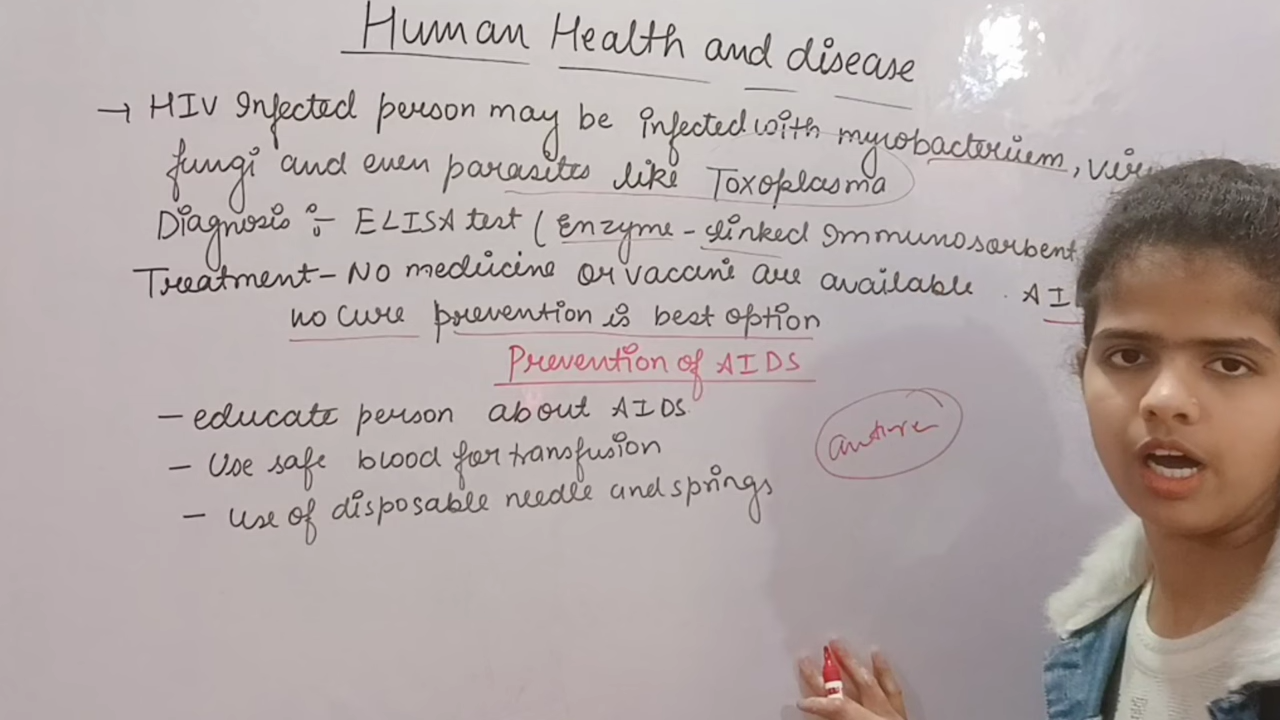 Human Health and disease
→ HIV Infected person may be infected with mycobacterium,
fungi and even parasites like Toxoplasma
Diagnosis :- ELISA test ( Enzyme - linked Immunosorbent
Treatment - No medicine or vaccine are available . AI
no cure prevention is best option
Prevention of AIDS
- educate person about AIDS.
- Use safe blood for transfusion
- use of disposable needle and springs